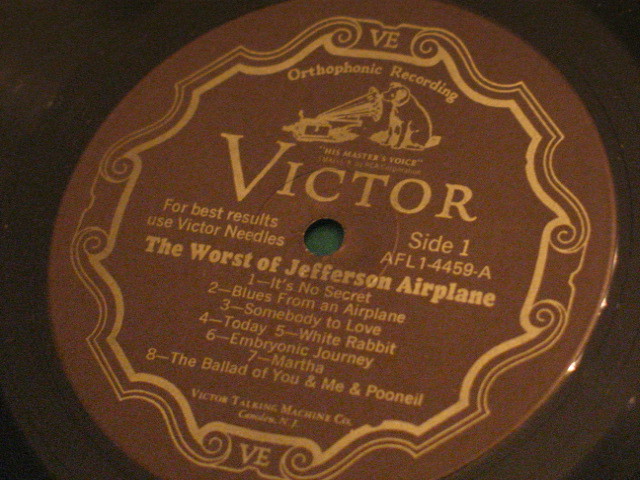 VE
Orthophonic Recording
"HIS MASTER'S VOICE"
VICTOR
For best results
use Victor Needles
Side 1
AFL1-4459-A
The Worst of Jefferson Airplane
1—It's No Secret
2—Blues From an Airplane
3—Somebody to Love
4—Today 5—White Rabbit
6—Embryonic Journey
7—Martha
8—The Ballad of You & Me & Pooneil
VICTOR TALKING MACHINE CO.
Camden, N.J.
VE